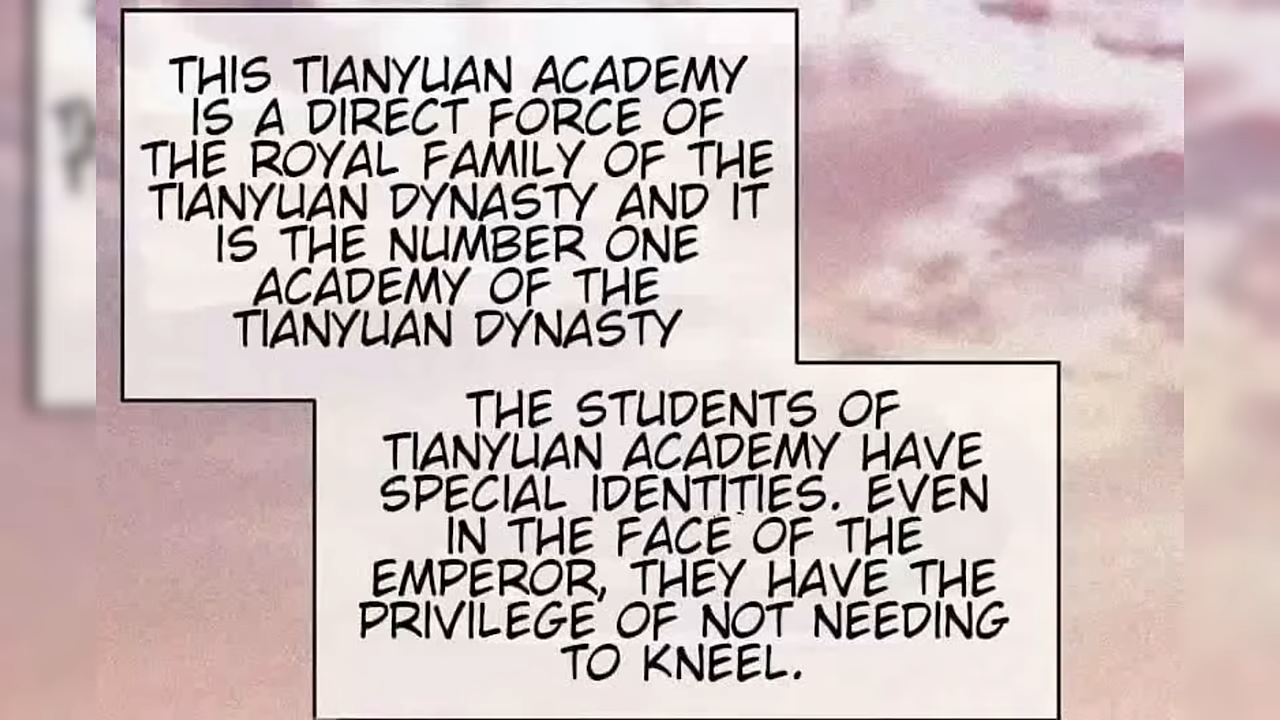 THIS TIANYUAN ACADEMY
IS A DIRECT FORCE OF
THE ROYAL FAMILY OF THE
TIANYUAN DYNASTY AND IT
IS THE NUMBER ONE
ACADEMY OF THE
TIANYUAN DYNASTY
THE STUDENTS OF
TIANYUAN ACADEMY HAVE
SPECIAL IDENTITIES. EVEN
IN THE FACE OF THE
EMPEROR, THEY HAVE THE
PRIVILEGE OF NOT NEEDING
TO KNEEL.